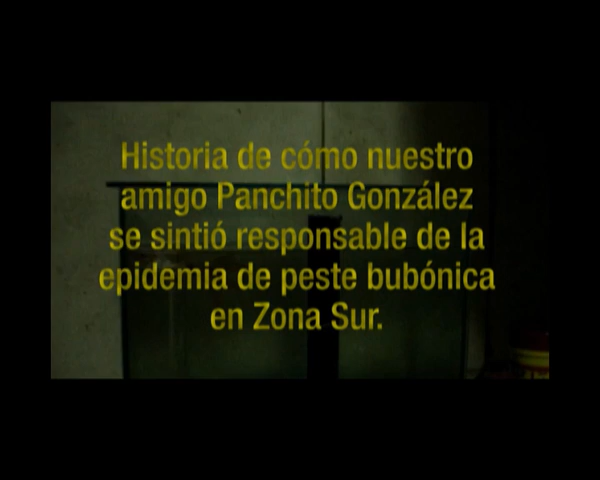 Historia de cómo nuestro
amigo Panchito González
se sintió responsable de la
epidemia de peste bubónica
en Zona Sur.